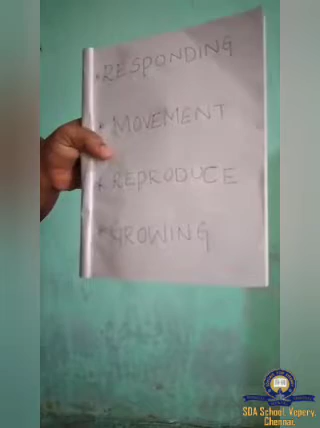 • RESPONDING
• MOVEMENT
• REPRODUCE
• GROWING
SDA School, Vepery,
Chennai.